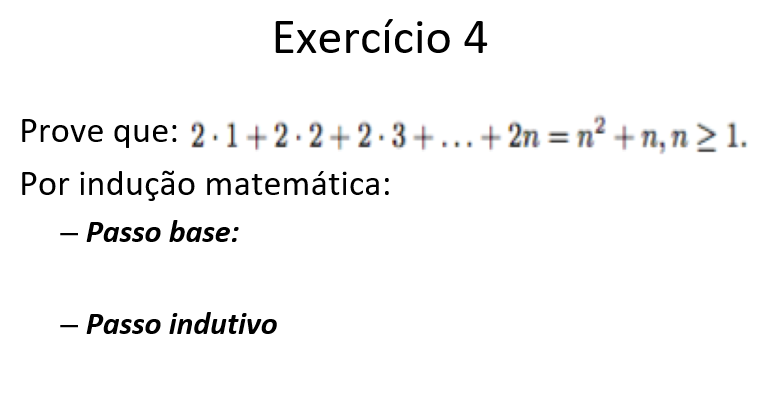 Exercício 4
Prove que: 2 · 1 + 2 · 2 + 2 · 3 + . . . + 2n = n² + n, n ≥ 1.
Por indução matemática:
– Passo base:
– Passo indutivo